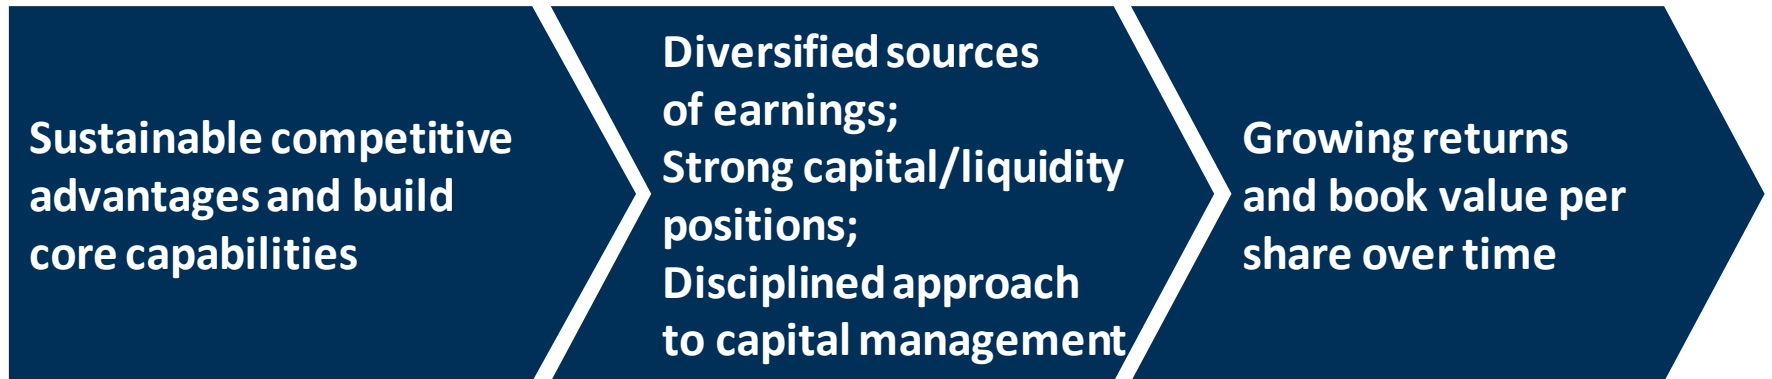 Sustainable competitive
advantages and build
core capabilities
Diversified sources
of earnings;
Strong capital/liquidity
positions;
Disciplined approach
to capital management
Growing returns
and book value per
share over time